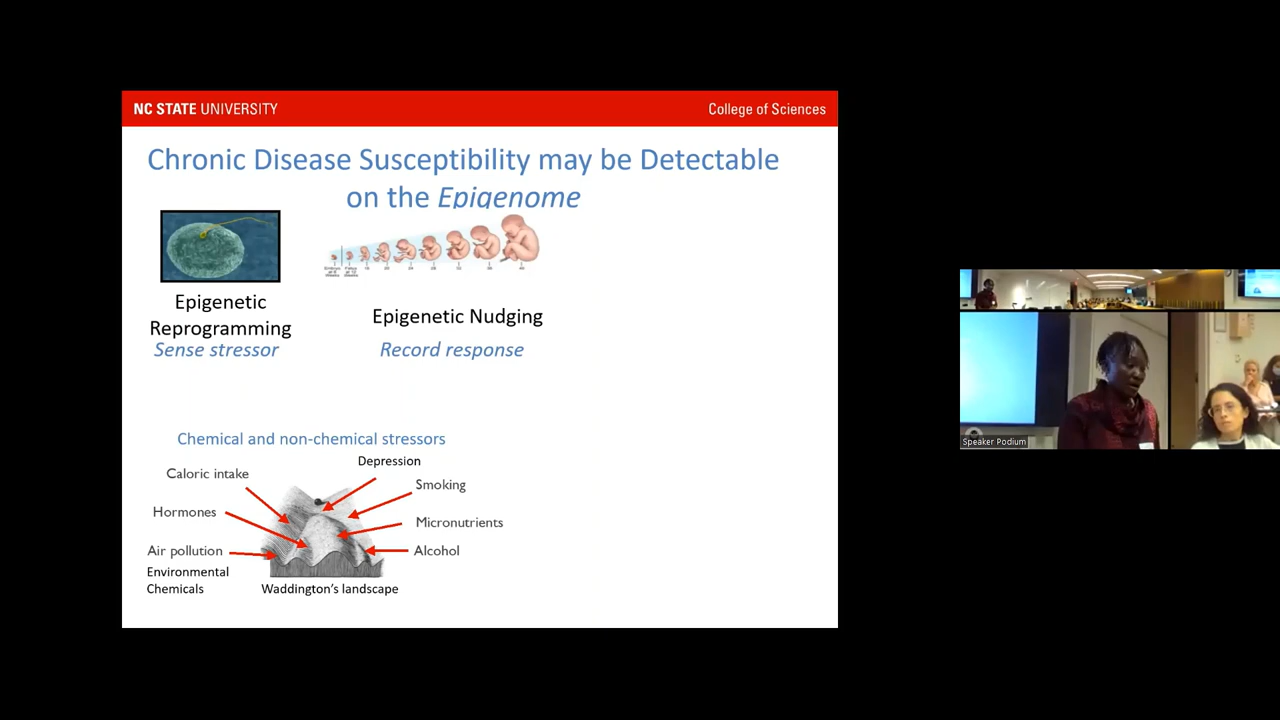 NC STATE UNIVERSITY
College of Sciences
Chronic Disease Susceptibility may be Detectable
on the Epigenome
Epigenetic
Reprogramming
Sense stressor
Epigenetic Nudging
Record response
Chemical and non-chemical stressors
Depression
Caloric intake
Smoking
Hormones
Micronutrients
Air pollution
Alcohol
Environmental
Chemicals
Waddington's landscape
Speaker Podium